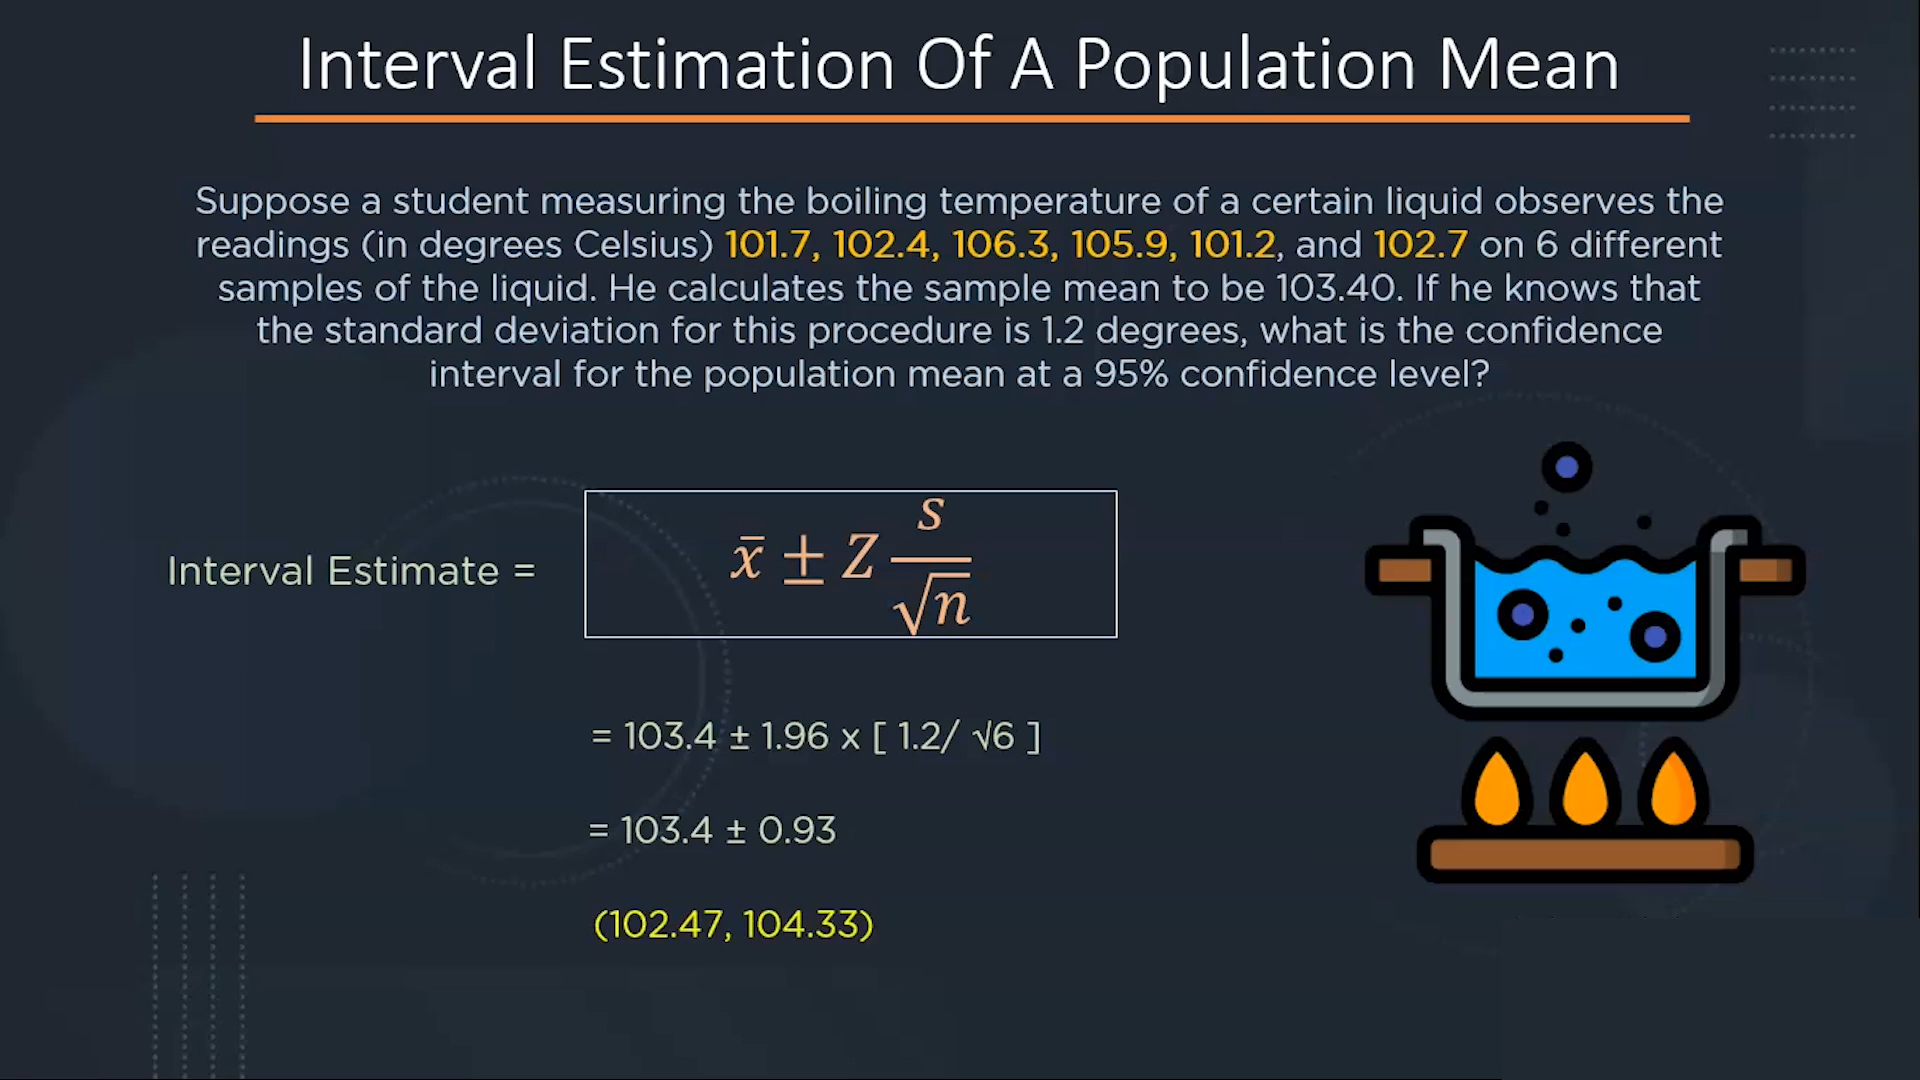 Interval Estimation Of A Population Mean
Suppose a student measuring the boiling temperature of a certain liquid observes the
readings (in degrees Celsius) 101.7, 102.4, 106.3, 105.9, 101.2, and 102.7 on 6 different
samples of the liquid. He calculates the sample mean to be 103.40. If he knows that
the standard deviation for this procedure is 1.2 degrees, what is the confidence
interval for the population mean at a 95% confidence level?
Interval Estimate = x̄ ± Z s/√n
= 103.4 ± 1.96 x [ 1.2/ √6 ]
= 103.4 ± 0.93
(102.47, 104.33)